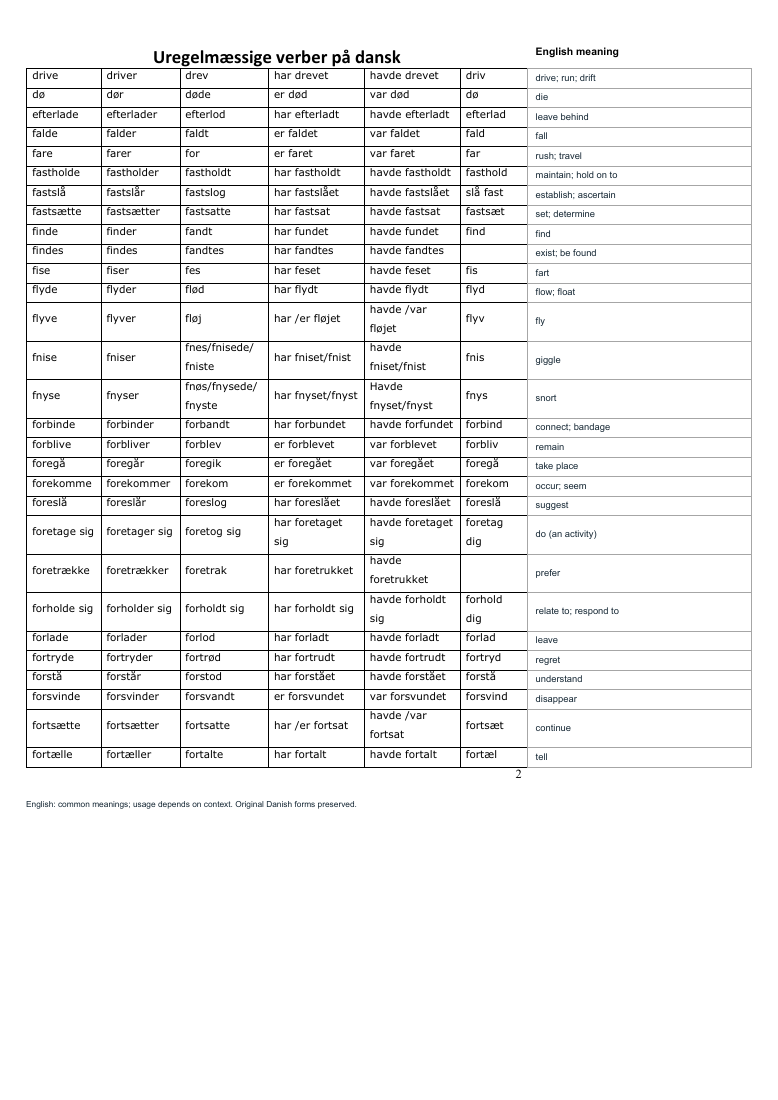 Uregelmæssige verber på dansk English meaning
drive driver drev har drevet havde drevet driv drive; run; drift
dø dør døde er død var død dø die
efterlade efterlader efterlod har efterladt havde efterladt efterlad leave behind
falde falder faldt er faldet var faldet fald fall
fare farer for er faret var faret far rush; travel
fastholde fastholder fastholdt har fastholdt havde fastholdt fasthold maintain; hold on to
fastslå fastslår fastslog har fastslået havde fastslået slå fast establish; ascertain
fastsætte fastsætter fastsatte har fastsat havde fastsat fastsæt set; determine
finde finder fandt har fundet havde fundet find find
findes findes fandtes har fandtes havde fandtes exist; be found
fise fiser fes har feset havde feset fis fart
flyde flyder flød har flydt havde flydt flyd flow; float
flyve flyver fløj har /er fløjet havde /var
fløjet flyv fly
fnise fniser fnes/fnisede/
fniste har fniset/fnist havde
fniset/fnist fnis giggle
fnyse fnyser fnøs/fnysede/
fnyste har fnyset/fnyst Havde
fnyset/fnyst fnys snort
forbinde forbinder forbandt har forbundet havde forfundet forbind connect; bandage
forblive forbliver forblev er forblevet var forblevet forbliv remain
foregå foregår foregik er foregået var foregået foregå take place
forekomme forekommer forekom er forekommet var forekommet forekom occur; seem
foreslå foreslår foreslog har foreslået havde foreslået foreslå suggest
foretage sig foretager sig foretog sig har foretaget
sig havde foretaget
sig foretag
dig do (an activity)
foretrække foretrækker foretrak har foretrukket havde
foretrukket prefer
forholde sig forholder sig forholdt sig har forholdt sig havde forholdt
sig forhold
dig relate to; respond to
forlade forlader forlod har forladt havde forladt forlad leave
fortryde fortryder fortrød har fortrudt havde fortrudt fortryd regret
forstå forstår forstod har forstået havde forstået forstå understand
forsvinde forsvinder forsvandt er forsvundet var forsvundet forsvind disappear
fortsætte fortsætter fortsatte har /er fortsat havde /var
fortsat fortsæt continue
fortælle fortæller fortalte har fortalt havde fortalt fortæl tell
2
English: common meanings; usage depends on context. Original Danish forms preserved.